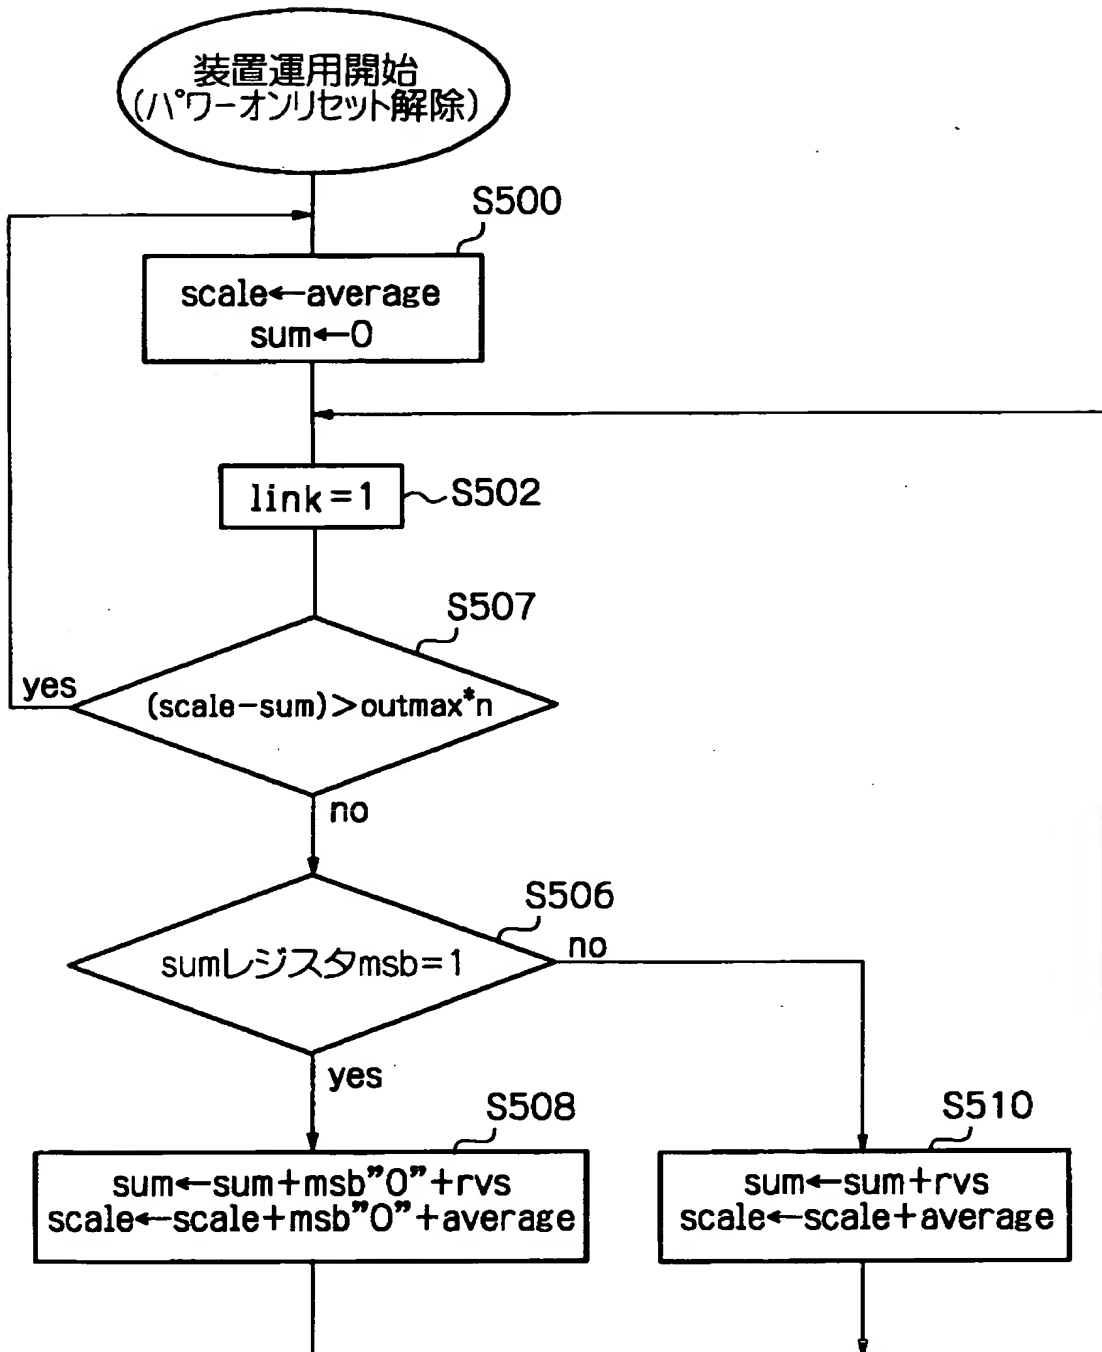 装置運用開始
(パワーオンリセット解除)
S500
scale←average
sum←0
link=1
S502
S507
yes
(scale-sum)>outmax*n
no
S506
sumレジスタmsb=1
no
yes
S508
sum←sum+msb"0"+rvs
scale←scale+msb"0"+average
S510
sum←sum+rvs
scale←scale+average